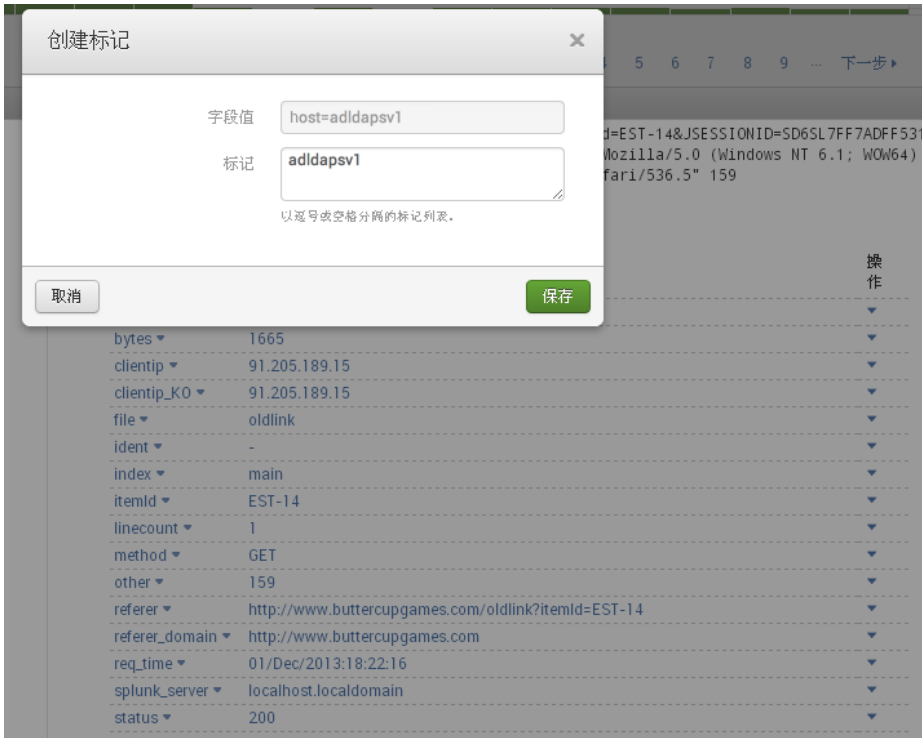 创建标记 ×
5 6 7 8 9 ... 下一步
字段值 host=adldapsv1
d=EST-14&JSESSIONID=SD6SL7FF7ADFF531
标记 adldapsv1
Mozilla/5.0 (Windows NT 6.1; WOW64)
fari/536.5" 159
以逗号或空格分隔的标记列表。
操
作
取消 保存
bytes 1665
clientip 91.205.189.15
clientip_KO 91.205.189.15
file oldlink
ident -
index main
itemId EST-14
linecount 1
method GET
other 159
referer http://www.buttercupgames.com/oldlink?itemId=EST-14
referer_domain http://www.buttercupgames.com
req_time 01/Dec/2013:18:22:16
splunk_server localhost.localdomain
status 200